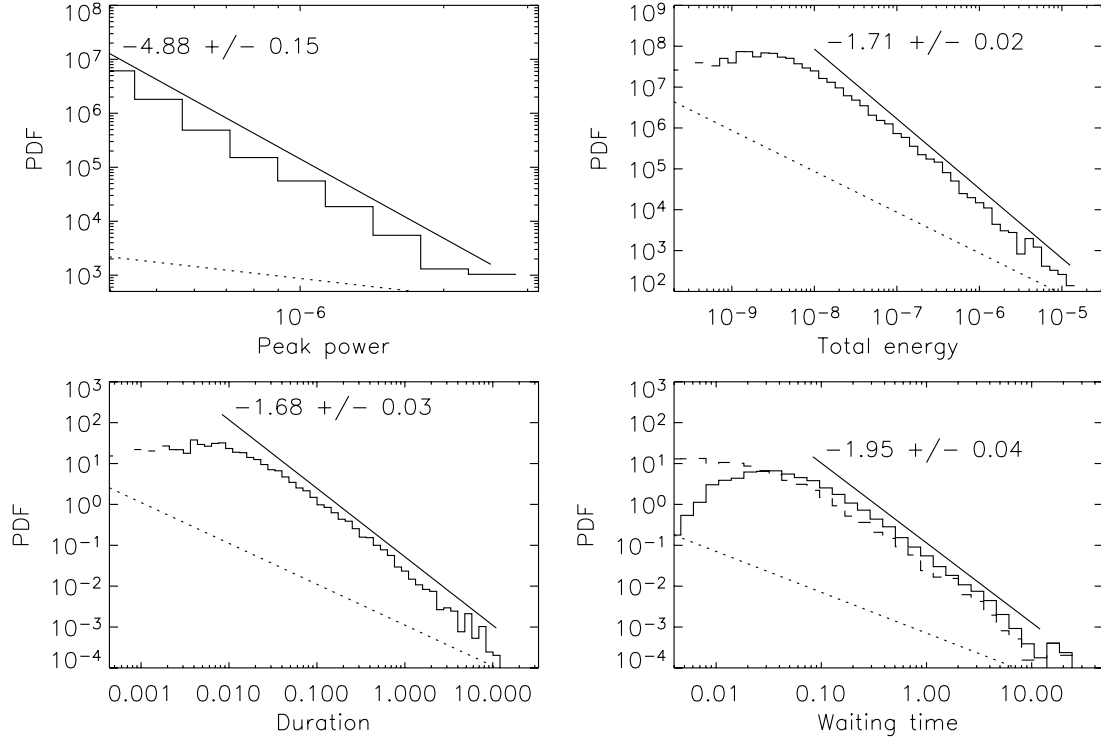 10^8
10^7
10^6
10^5
10^4
10^3
PDF
-4.88 +/- 0.15
10^-6
Peak power
10^9
10^8
10^7
10^6
10^5
10^4
10^3
10^2
PDF
-1.71 +/- 0.02
10^-9 10^-8 10^-7 10^-6 10^-5
Total energy
10^3
10^2
10^1
10^0
10^-1
10^-2
10^-3
10^-4
PDF
-1.68 +/- 0.03
0.001 0.010 0.100 1.000 10.000
Duration
10^3
10^2
10^1
10^0
10^-1
10^-2
10^-3
10^-4
PDF
-1.95 +/- 0.04
0.01 0.10 1.00 10.00
Waiting time